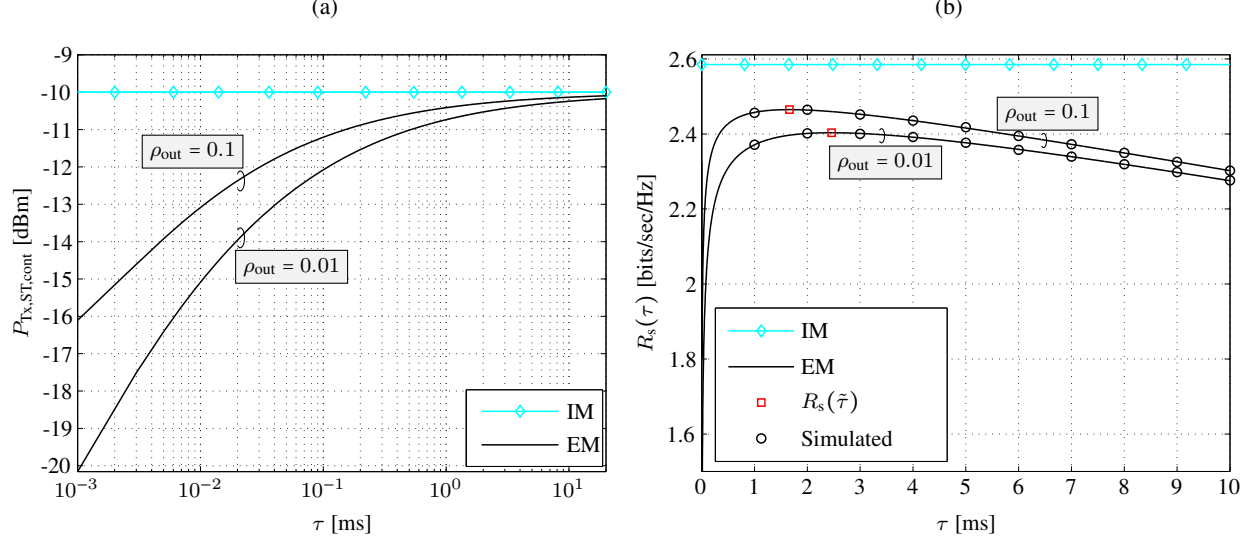 (a)
-9
-10
-11
-12
-13
-14
-15
-16
-17
-18
-19
-20
P_Tx,ST,cont [dBm]
ρ_out = 0.1
ρ_out = 0.01
IM
EM
10^−3
10^−2
10^−1
10^0
10^1
τ [ms]
(b)
2.6
2.4
2.2
2
1.8
1.6
R_s(τ) [bits/sec/Hz]
ρ_out = 0.1
ρ_out = 0.01
IM
EM
R_s(τ̃)
Simulated
0 1 2 3 4 5 6 7 8 9 10
τ [ms]